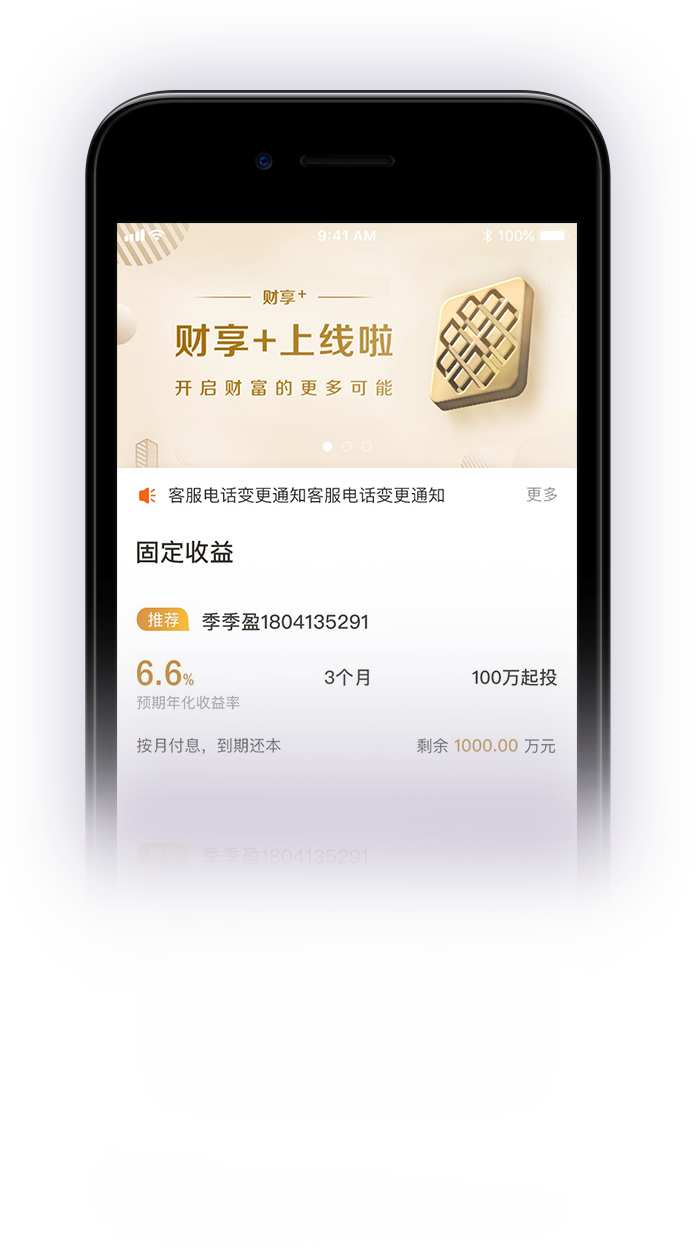 9:41 AM 100%
财享+
财享+上线啦
开启财富的更多可能
客服电话变更通知客服电话变更通知 更多
固定收益
推荐 季季盈1804135291
6.6% 3个月 100万起投
预期年化收益率
按月付息，到期还本 剩余 1000.00 万元
推荐 季季盈1804135291